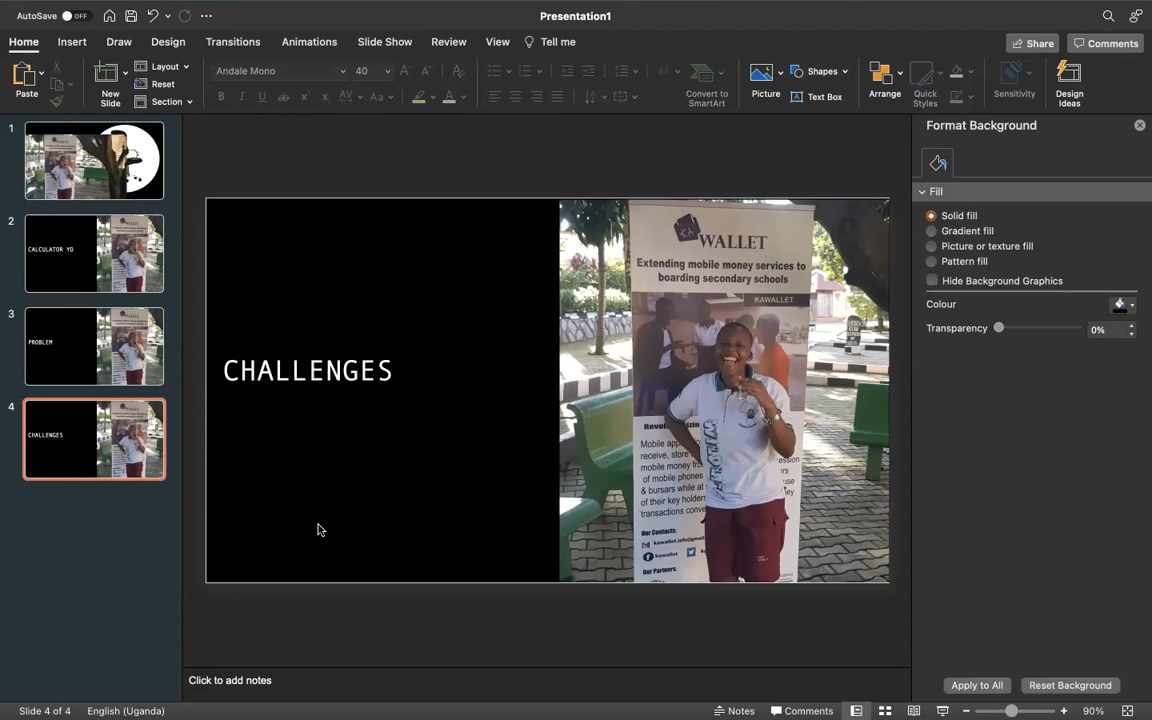 AutoSave OFF
Presentation1
Home Insert Draw Design Transitions Animations Slide Show Review View Tell me
Share Comments
Paste
New Slide
Layout
Reset
Section
Andale Mono 40
Convert to SmartArt
Picture
Shapes
Text Box
Arrange
Quick Styles
Sensitivity
Design Ideas
1
2
CALCULATOR YO
3
PROBLEM
4
CHALLENGES
CHALLENGES
KA WALLET
Extending mobile money services to
boarding secondary schools
KAWALLET
Mobile
receive, store
mobile money
of mobile phones
& bursars while at
of their key holders
transactions
Our Contacts:
kawallet
Our Partners:
Click to add notes
Format Background
Fill
Solid fill
Gradient fill
Picture or texture fill
Pattern fill
Hide Background Graphics
Colour
Transparency 0%
Apply to All Reset Background
Slide 4 of 4 English (Uganda) Notes Comments 90%